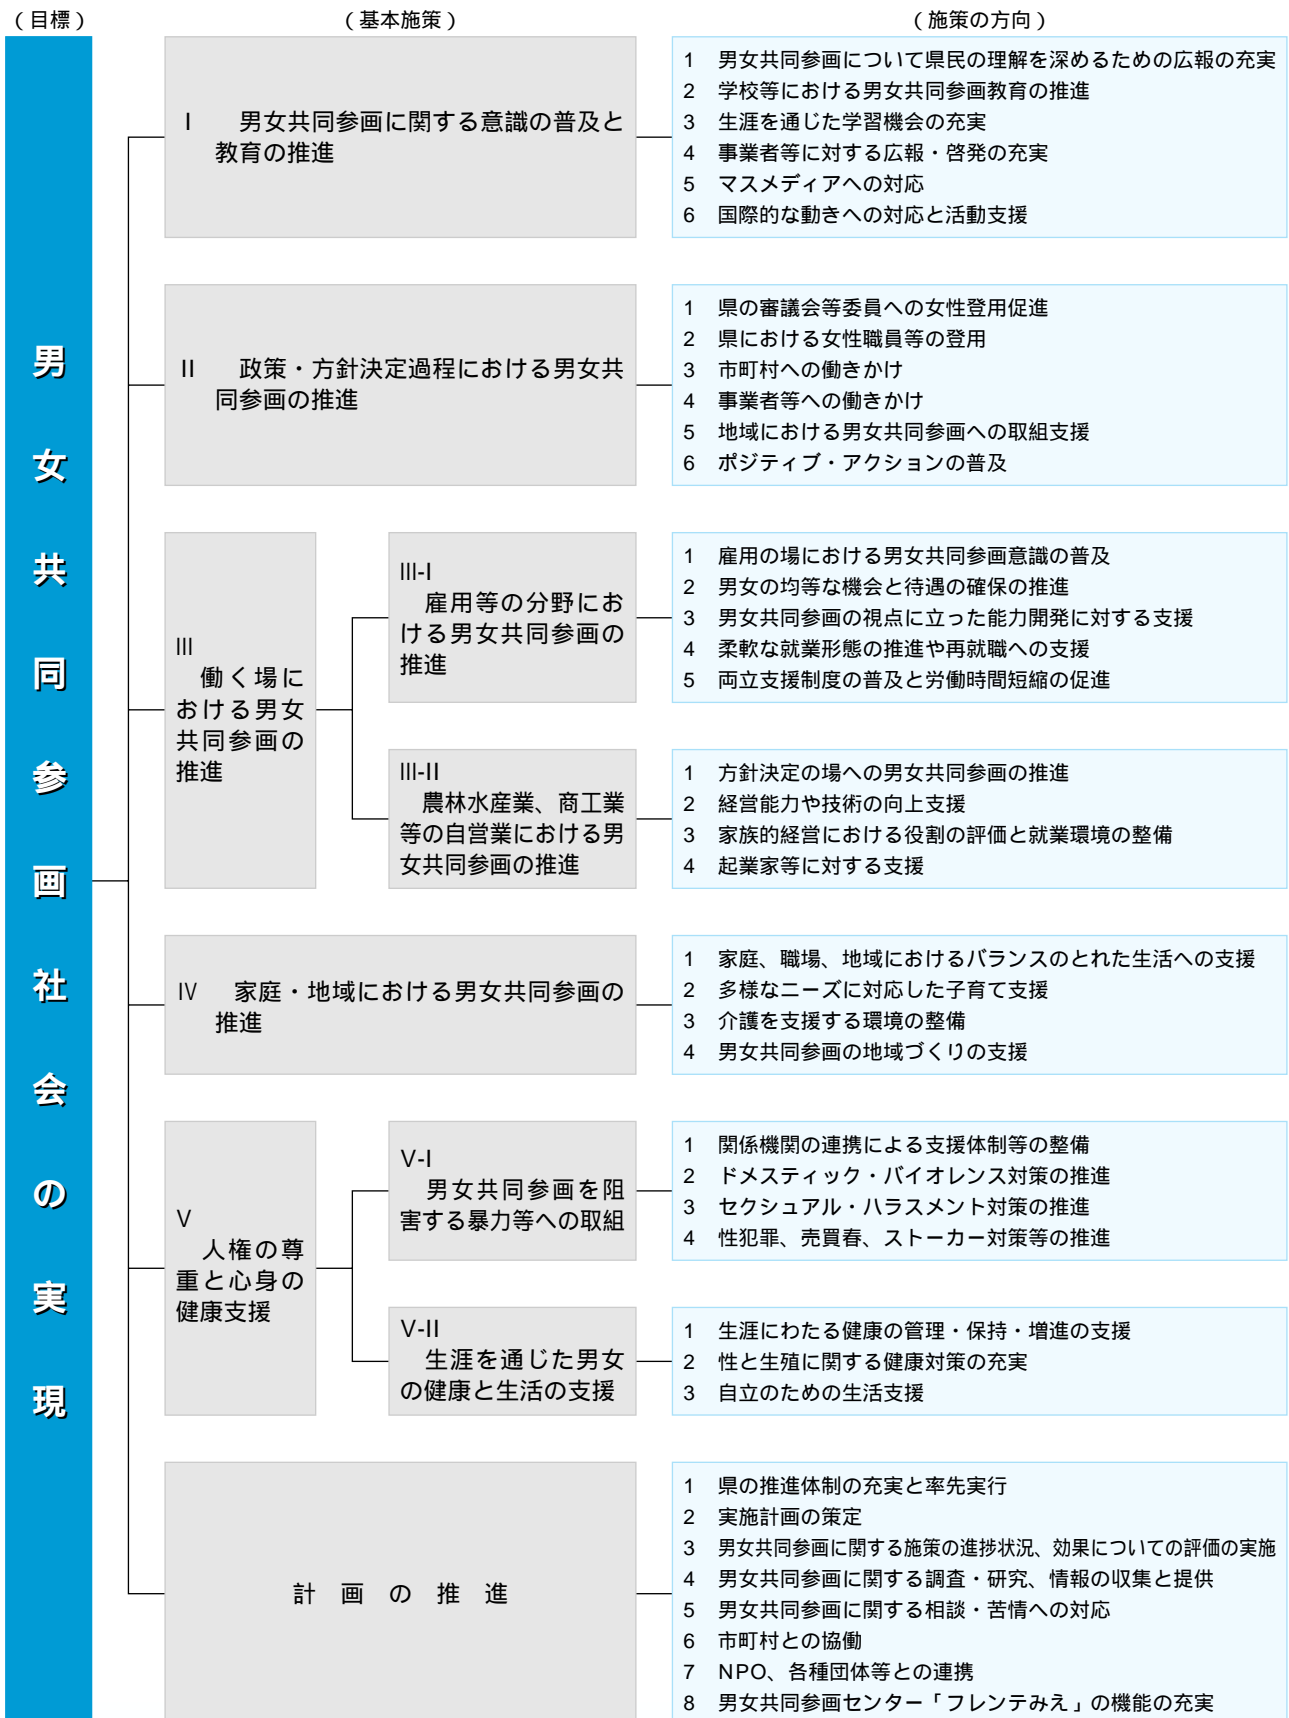 （目標）
（基本施策）
（施策の方向）
男女共同参画社会の実現
Ⅰ　男女共同参画に関する意識の普及と
教育の推進
1　男女共同参画について県民の理解を深めるための広報の充実
2　学校等における男女共同参画教育の推進
3　生涯を通じた学習機会の充実
4　事業者等に対する広報・啓発の充実
5　マスメディアへの対応
6　国際的な動きへの対応と活動支援
Ⅱ　政策・方針決定過程における男女共
同参画の推進
1　県の審議会等委員への女性登用促進
2　県における女性職員等の登用
3　市町村への働きかけ
4　事業者等への働きかけ
5　地域における男女共同参画への取組支援
6　ポジティブ・アクションの普及
Ⅲ
働く場に
おける男女
共同参画の
推進
Ⅲ-Ⅰ
雇用等の分野にお
ける男女共同参画の
推進
1　雇用の場における男女共同参画意識の普及
2　男女の均等な機会と待遇の確保の推進
3　男女共同参画の視点に立った能力開発に対する支援
4　柔軟な就業形態の推進や再就職への支援
5　両立支援制度の普及と労働時間短縮の促進
Ⅲ-Ⅱ
農林水産業、商工業
等の自営業における男
女共同参画の推進
1　方針決定の場への男女共同参画の推進
2　経営能力や技術の向上支援
3　家族的経営における役割の評価と就業環境の整備
4　起業家等に対する支援
Ⅳ　家庭・地域における男女共同参画の
推進
1　家庭、職場、地域におけるバランスのとれた生活への支援
2　多様なニーズに対応した子育て支援
3　介護を支援する環境の整備
4　男女共同参画の地域づくりの支援
Ⅴ
人権の尊
重と心身の
健康支援
Ⅴ-Ⅰ
男女共同参画を阻
害する暴力等への取組
1　関係機関の連携による支援体制等の整備
2　ドメスティック・バイオレンス対策の推進
3　セクシュアル・ハラスメント対策の推進
4　性犯罪、売買春、ストーカー対策等の推進
Ⅴ-Ⅱ
生涯を通じた男女
の健康と生活の支援
1　生涯にわたる健康の管理・保持・増進の支援
2　性と生殖に関する健康対策の充実
3　自立のための生活支援
計画の推進
1　県の推進体制の充実と率先実行
2　実施計画の策定
3　男女共同参画に関する施策の進捗状況、効果についての評価の実施
4　男女共同参画に関する調査・研究、情報の収集と提供
5　男女共同参画に関する相談・苦情への対応
6　市町村との協働
7　NPO、各種団体等との連携
8　男女共同参画センター「フレンテみえ」の機能の充実